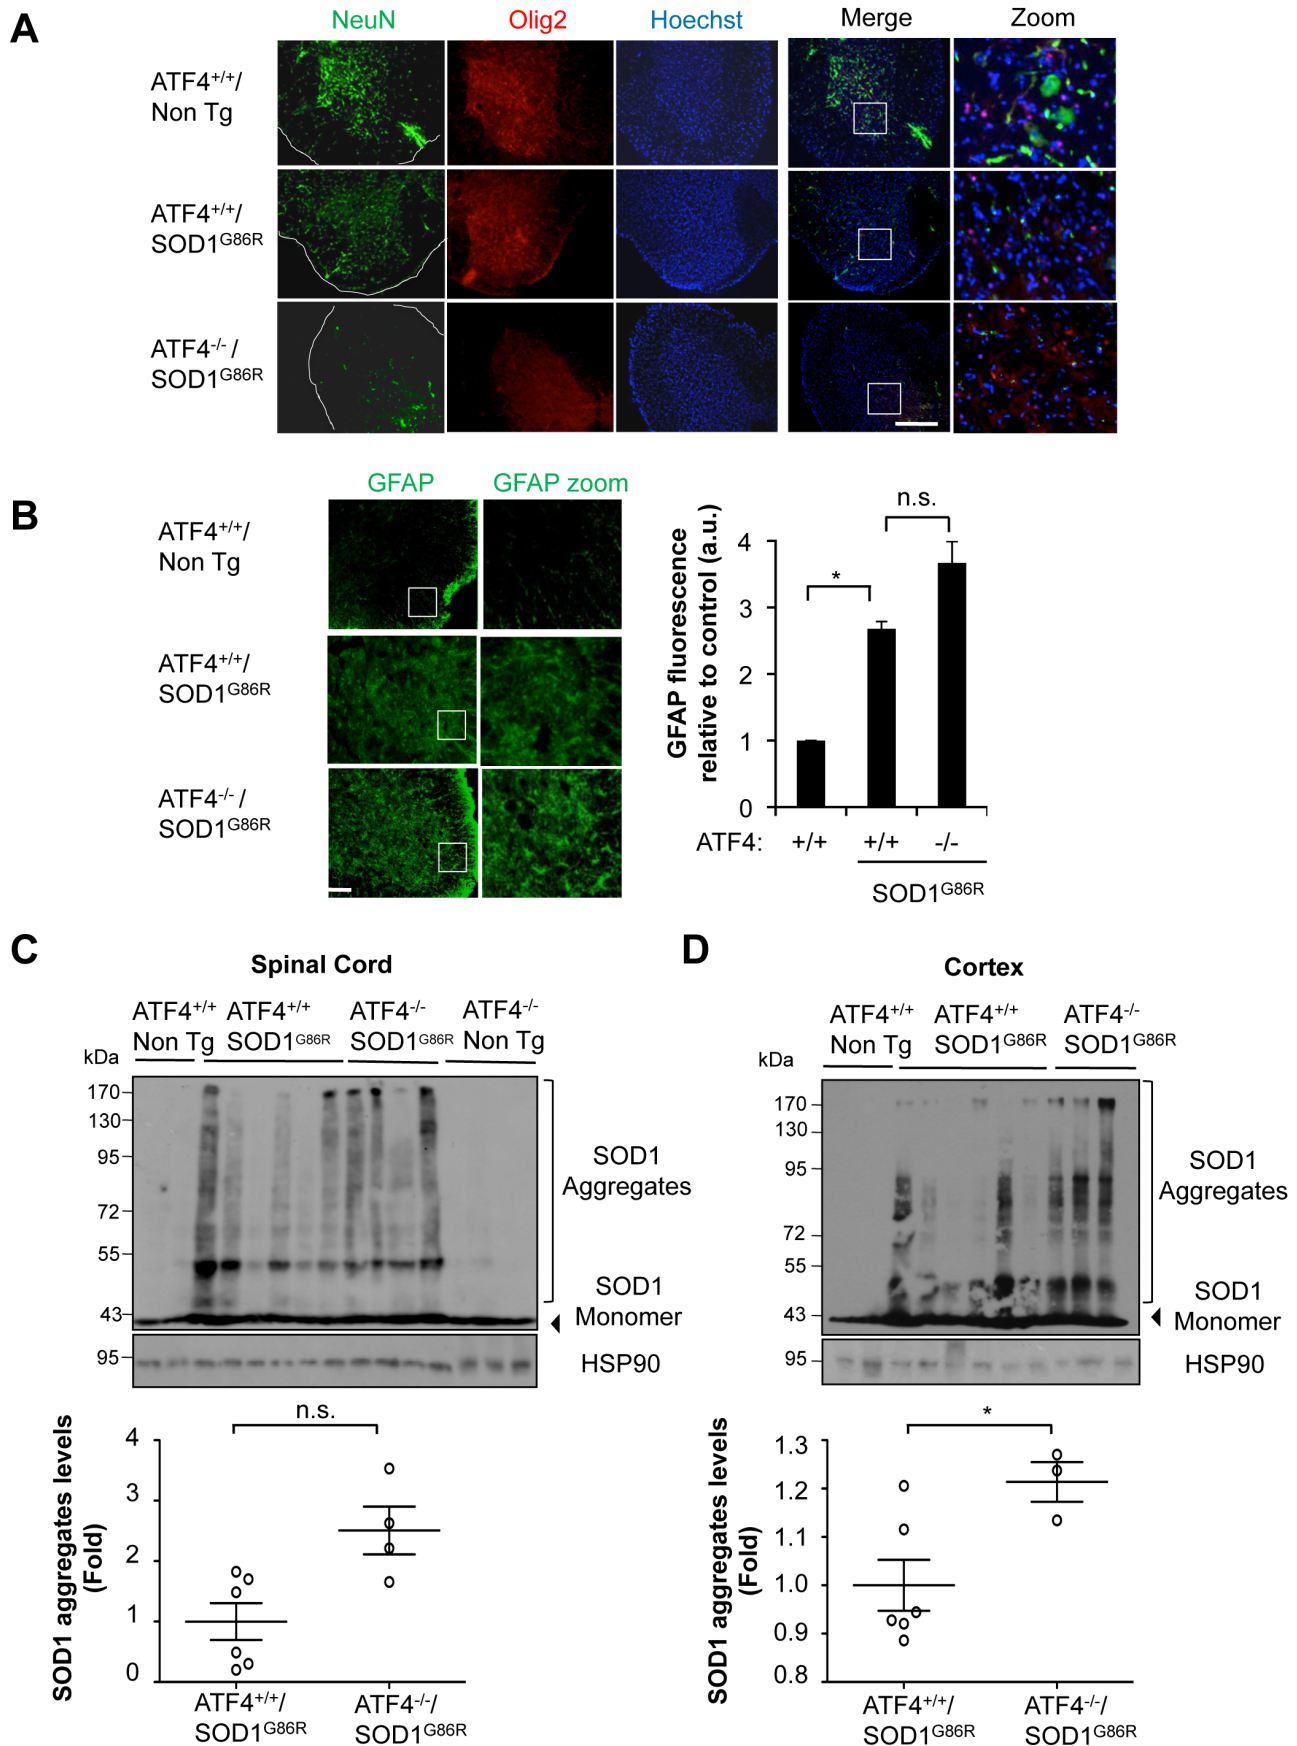 A
NeuN Olig2 Hoechst Merge Zoom
ATF4+/+/
Non Tg
ATF4+/+/
SOD1G86R
ATF4-/-/
SOD1G86R
B
GFAP GFAP zoom
ATF4+/+/
Non Tg
ATF4+/+/
SOD1G86R
ATF4-/-/
SOD1G86R
GFAP fluorescence
relative to control (a.u.)
n.s.
*
4
3
2
1
0
ATF4: +/+ +/+ -/-
SOD1G86R
C
Spinal Cord
ATF4+/+ ATF4+/+ ATF4-/- ATF4-/-
Non Tg SOD1G86R SOD1G86R Non Tg
kDa
170
130
95
72
55
43
95
SOD1
Aggregates
SOD1
Monomer
HSP90
n.s.
SOD1 aggregates levels
(Fold)
4
3
2
1
0
ATF4+/+/ ATF4-/-/
SOD1G86R SOD1G86R
D
Cortex
ATF4+/+ ATF4+/+ ATF4-/-
Non Tg SOD1G86R SOD1G86R
kDa
170
130
95
72
55
43
95
SOD1
Aggregates
SOD1
Monomer
HSP90
*
SOD1 aggregates levels
(Fold)
1.3
1.2
1.1
1.0
0.9
0.8
ATF4+/+/ ATF4-/-/
SOD1G86R SOD1G86R